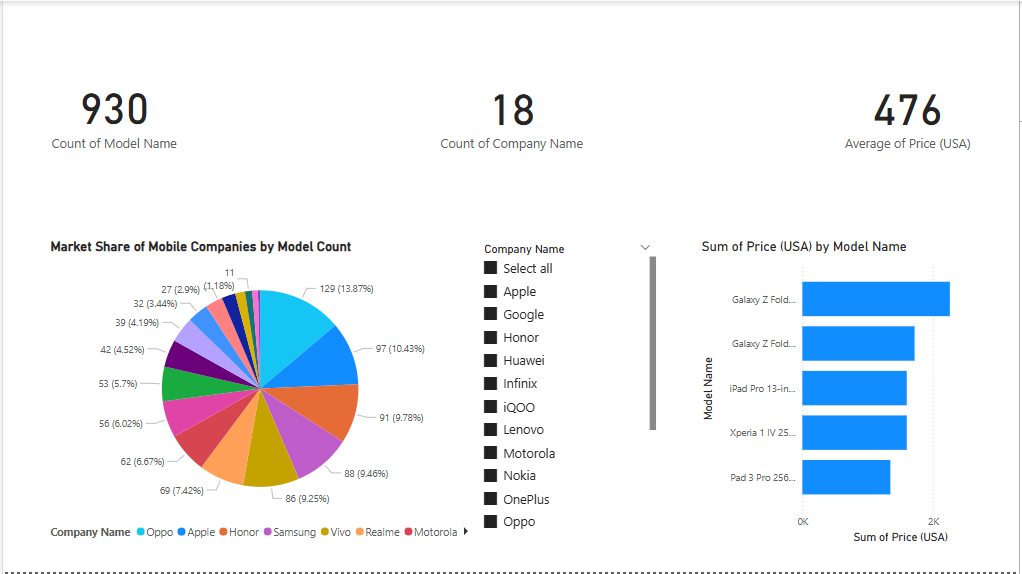 930
Count of Model Name
18
Count of Company Name
476
Average of Price (USA)
Market Share of Mobile Companies by Model Count
11
(1.18%)
27 (2.9%)
32 (3.44%)
39 (4.19%)
42 (4.52%)
53 (5.7%)
56 (6.02%)
62 (6.67%)
69 (7.42%)
129 (13.87%)
97 (10.43%)
91 (9.78%)
88 (9.46%)
86 (9.25%)
Company Name Oppo Apple Honor Samsung Vivo Realme Motorola
Company Name
Select all
Apple
Google
Honor
Huawei
Infinix
iQOO
Lenovo
Motorola
Nokia
OnePlus
Oppo
Sum of Price (USA) by Model Name
Model Name
Galaxy Z Fold...
Galaxy Z Fold...
iPad Pro 13-in...
Xperia 1 IV 25...
Pad 3 Pro 256...
0K 2K
Sum of Price (USA)